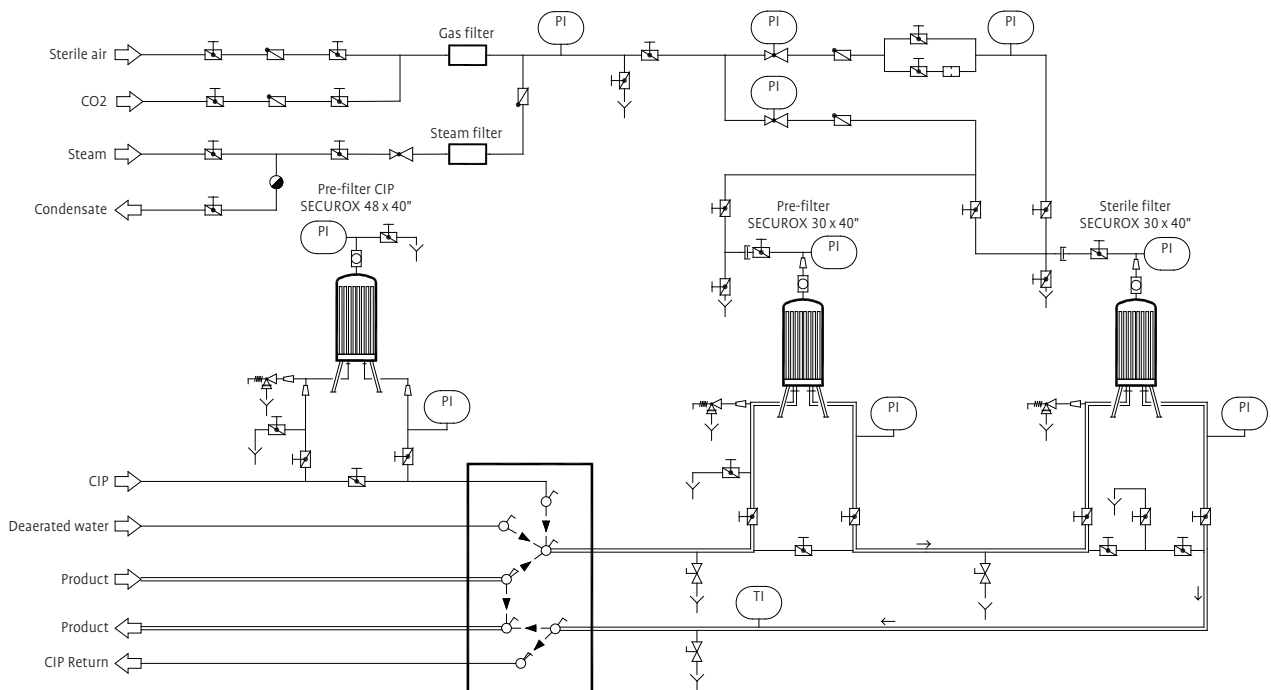 PI
Gas filter
PI
PI
Sterile air
PI
CO2
Steam filter
Steam
Pre-filter CIP
SECUROX 48 x 40"
Pre-filter
SECUROX 30 x 40"
Sterile filter
SECUROX 30 x 40"
Condensate
PI
PI
PI
PI
PI
PI
CIP
Deaerated water
Product
TI
Product
CIP Return